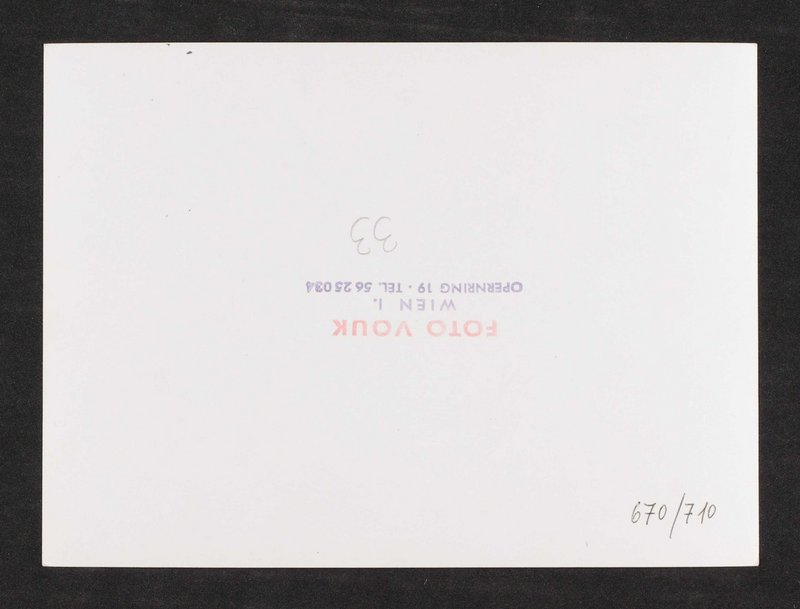 33
FOTO VOUK
WIEN I.
OPERNRING 19 · TEL. 56 25 034
670/710